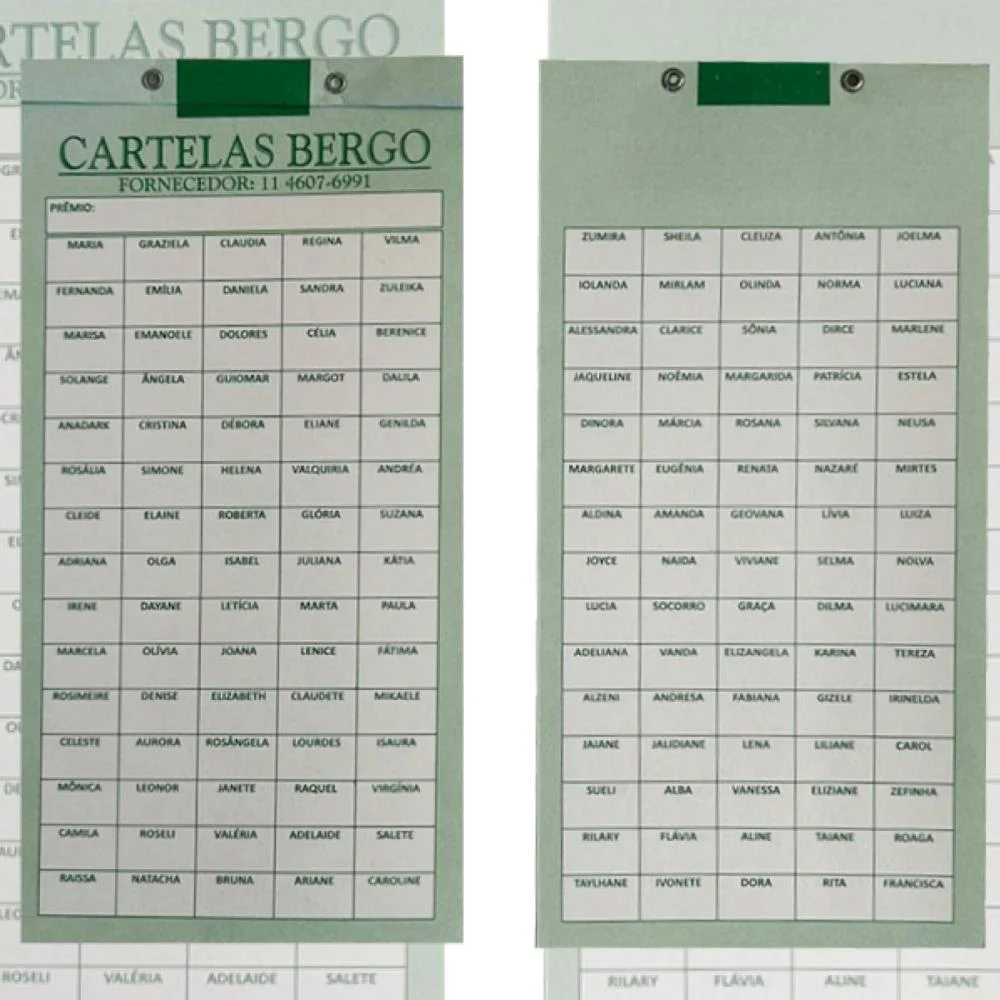 CARTELAS BERGO
FORNECEDOR: 11 4607-6991
PRÊMIO:
MARIA GRAZIELA CLAUDIA REGINA VILMA
FERNANDA EMÍLIA DANIELA SANDRA ZULEIKA
MARISA EMANOELE DOLORES CÉLIA BERENICE
SOLANGE ÂNGELA GUIOMAR MARGOT DALILA
ANADARK CRISTINA DÉBORA ELIANE GENILDA
ROSÁLIA SIMONE HELENA VALQUIRIA ANDRÉA
CLEIDE ELAINE ROBERTA GLÓRIA SUZANA
ADRIANA OLGA ISABEL JULIANA KÁTIA
IRENE DAYANE LETÍCIA MARTA PAULA
MARCELA OLÍVIA JOANA LENICE FÁTIMA
ROSIMEIRE DENISE ELIZABETH CLAUDETE MIKAELE
CELESTE AURORA ROSÂNGELA LOURDES ISAURA
MÔNICA LEONOR JANETE RAQUEL VIRGÍNIA
CAMILA ROSELI VALÉRIA ADELAIDE SALETE
RAISSA NATACHA BRUNA ARIANE CAROLINE
ZUMIRA SHEILA CLEUZA ANTÔNIA JOELMA
IOLANDA MIRLAM OLINDA NORMA LUCIANA
ALESSANDRA CLARICE SÔNIA DIRCE MARLENE
JAQUELINE NOÊMIA MARGARIDA PATRÍCIA ESTELA
DINORA MÁRCIA ROSANA SILVANA NEUSA
MARGARETE EUGÊNIA RENATA NAZARÉ MIRTES
ALDINA AMANDA GEOVANA LÍVIA LUIZA
JOYCE NAIDA VIVIANE SELMA NOLVA
LUCIA SOCORRO GRAÇA DILMA LUCIMARA
ADELIANA VANDA ELIZANGELA KARINA TEREZA
ALZENI ANDRESA FABIANA GIZELE IRINELDA
JAIANE JALIDIANE LENA LILIANE CAROL
SUELI ALBA VANESSA ELIZIANE ZEFINHA
RILARY FLÁVIA ALINE TAIANE ROAGA
TAYLHANE IVONETE DORA RITA FRANCISCA
ROSELI VALÉRIA ADELAIDE SALETE
RILARY FLÁVIA ALINE TAIANE